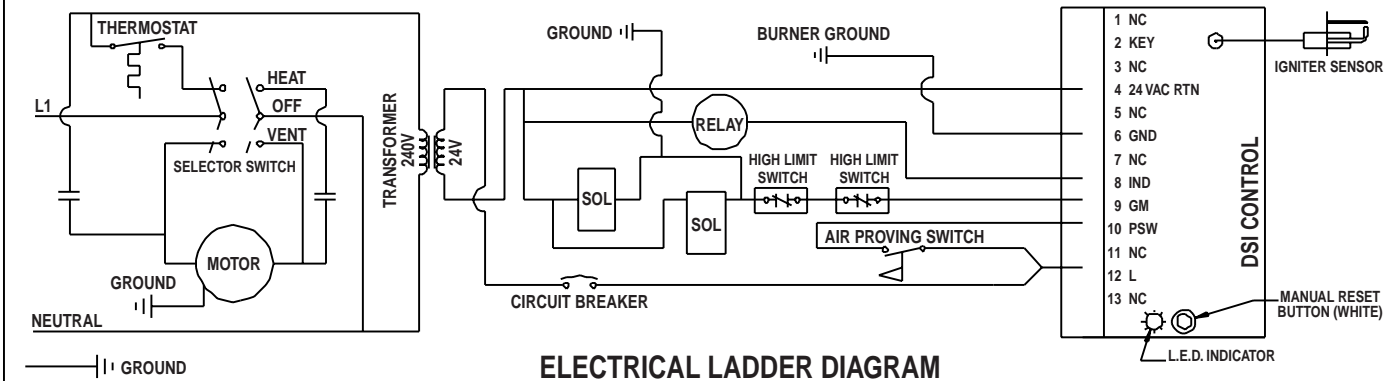 THERMOSTAT
HEAT
L1
OFF
VENT
SELECTOR SWITCH
MOTOR
GROUND
NEUTRAL
GROUND
TRANSFORMER
240V
24V
GROUND
BURNER GROUND
RELAY
SOL
SOL
HIGH LIMIT
SWITCH
HIGH LIMIT
SWITCH
AIR PROVING SWITCH
CIRCUIT BREAKER
1 NC
2 KEY
3 NC
4 24 VAC RTN
5 NC
6 GND
7 NC
8 IND
9 GM
10 PSW
11 NC
12 L
13 NC
DSI CONTROL
IGNITER SENSOR
MANUAL RESET
BUTTON (WHITE)
L.E.D. INDICATOR
ELECTRICAL LADDER DIAGRAM